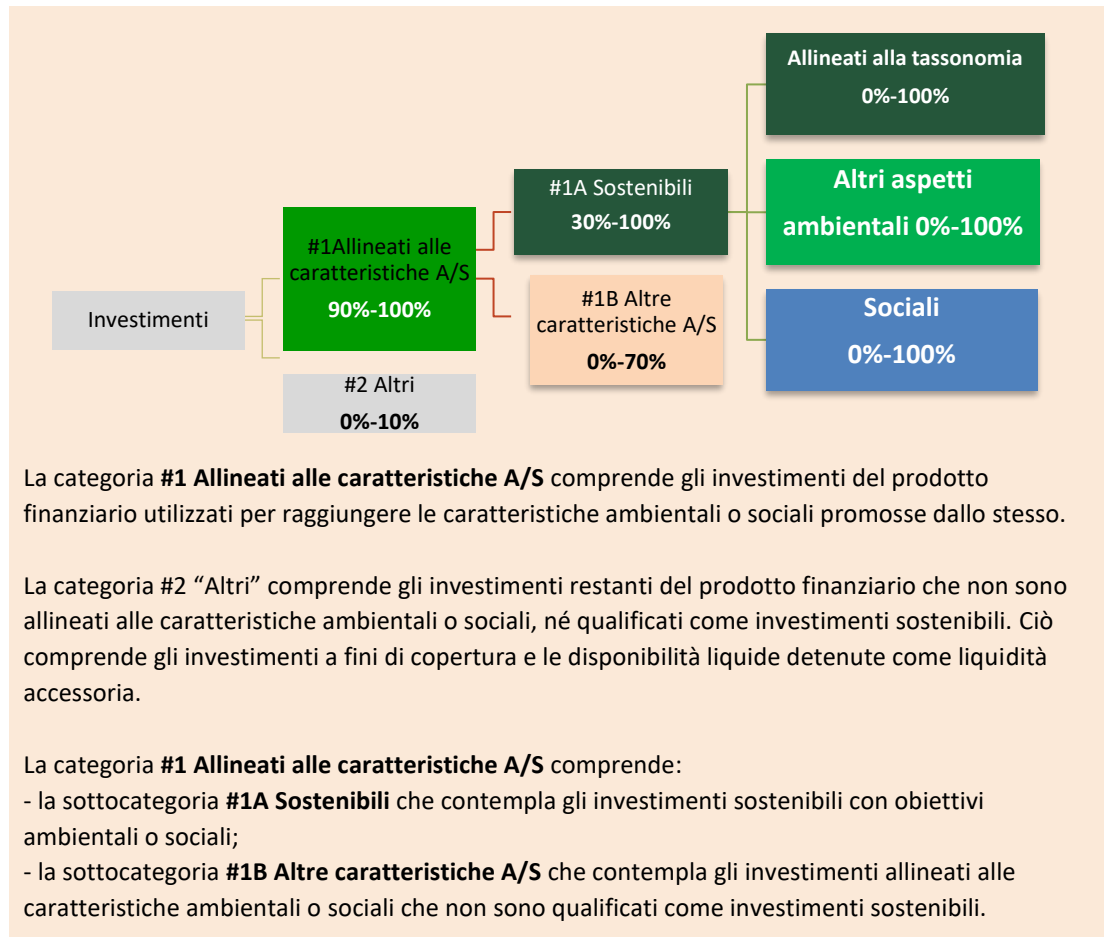 Investimenti
#1Allineati alle
caratteristiche A/S
90%-100%
#2 Altri
0%-10%
#1A Sostenibili
30%-100%
#1B Altre
caratteristiche A/S
0%-70%
Allineati alla tassonomia
0%-100%
Altri aspetti
ambientali 0%-100%
Sociali
0%-100%
La categoria #1 Allineati alle caratteristiche A/S comprende gli investimenti del prodotto
finanziario utilizzati per raggiungere le caratteristiche ambientali o sociali promosse dallo stesso.
La categoria #2 “Altri” comprende gli investimenti restanti del prodotto finanziario che non sono
allineati alle caratteristiche ambientali o sociali, né qualificati come investimenti sostenibili. Ciò
comprende gli investimenti a fini di copertura e le disponibilità liquide detenute come liquidità
accessoria.
La categoria #1 Allineati alle caratteristiche A/S comprende:
- la sottocategoria #1A Sostenibili che contempla gli investimenti sostenibili con obiettivi
ambientali o sociali;
- la sottocategoria #1B Altre caratteristiche A/S che contempla gli investimenti allineati alle
caratteristiche ambientali o sociali che non sono qualificati come investimenti sostenibili.